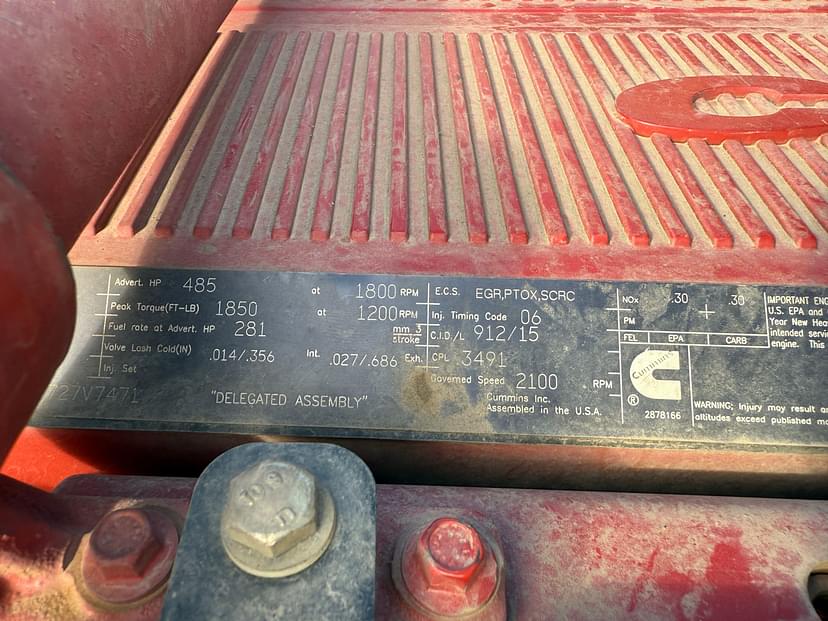 Advert. HP 485 at 1800 RPM
Peak Torque(FT-LB) 1850 at 1200 RPM
Fuel rate at Advert. HP 281 mm 3 stroke
Valve Lash Cold(IN) .014/.356 Int. .027/.686 Exh.
Inj. Set
727V7471
"DELEGATED ASSEMBLY"
E.C.S. EGR,PTOX,SCRC
Inj. Timing Code 06
C.I.D./L 912/15
CPL 3491
Governed Speed 2100 RPM
Cummins Inc.
Assembled in the U.S.A.
NOx .30 .30
PM
FEL EPA CARB
Cummins
®
2878166
IMPORTANT ENG
U.S. EPA and
Year New Hea
intended servi
engine. This
WARNING: Injury may result a
altitudes exceed published m
10.9